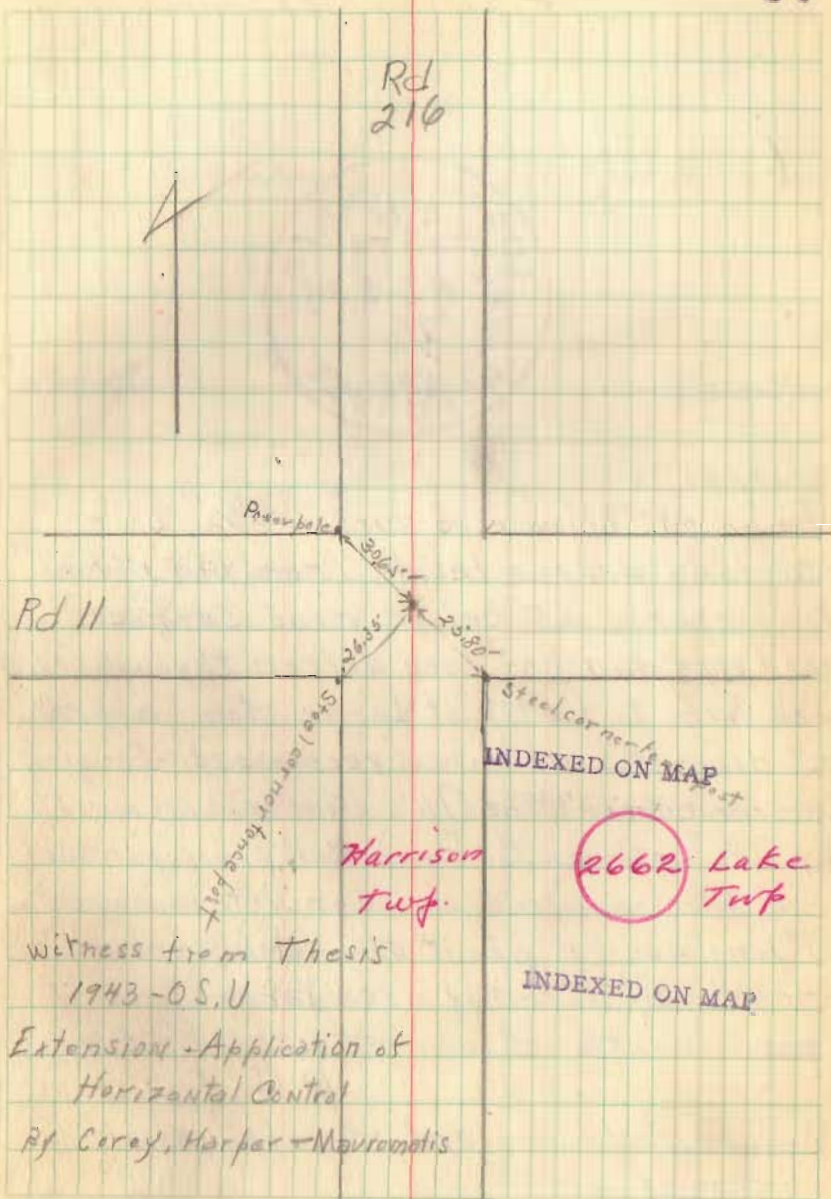 Rd
216
Power pole
30.65'
Rd 11
26.35'
25.80'
Steel corner fence post
Steel corner fence post
INDEXED ON MAP
Harrison
Twp.
2662
Lake
Twp
witness from Thesis
1943 - O S. U
INDEXED ON MAP
Extension - Application of
Horizontal Control
By Corey, Harper - Mavromatis